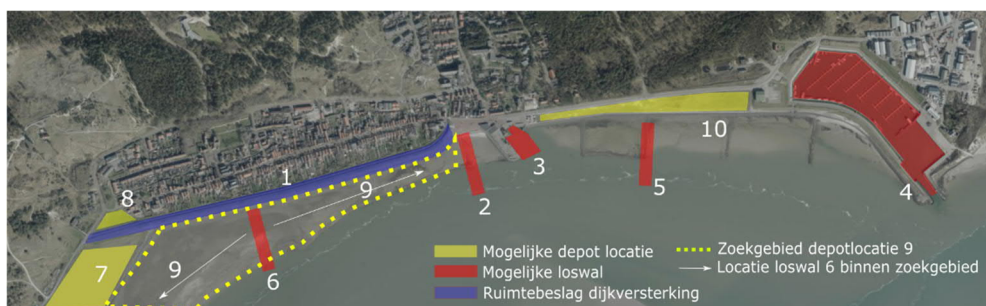 8
1
9
9
7
6
2
3
5
10
4
Mogelijke depot locatie
Mogelijke loswal
Ruimtebeslag dijkversterking
Zoekgebied depotlocatie 9
Locatie loswal 6 binnen zoekgebied